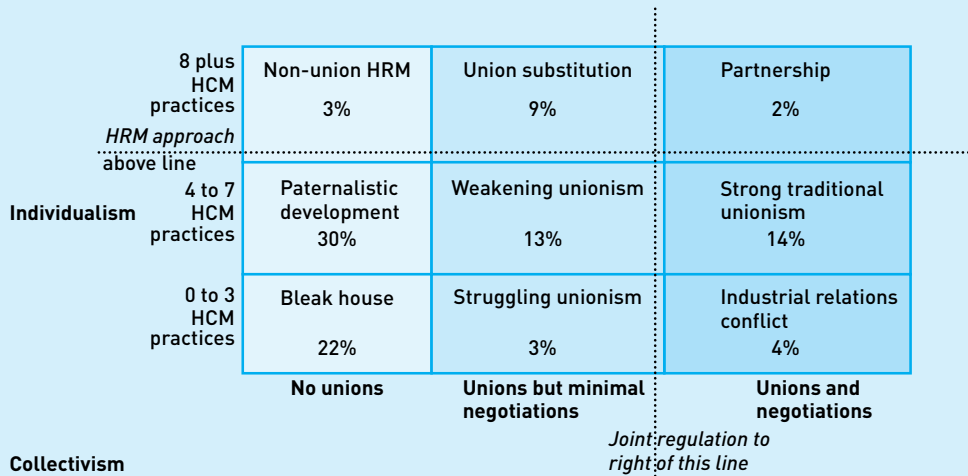 8 plus
HCM
practices
HRM approach
above line
Non-union HRM
3%
Union substitution
9%
Partnership
2%
Individualism
4 to 7
HCM
practices
Paternalistic
development
30%
Weakening unionism
13%
Strong traditional
unionism
14%
0 to 3
HCM
practices
Bleak house
22%
Struggling unionism
3%
Industrial relations
conflict
4%
No unions
Unions but minimal
negotiations
Unions and
negotiations
Joint regulation to
right of this line
Collectivism